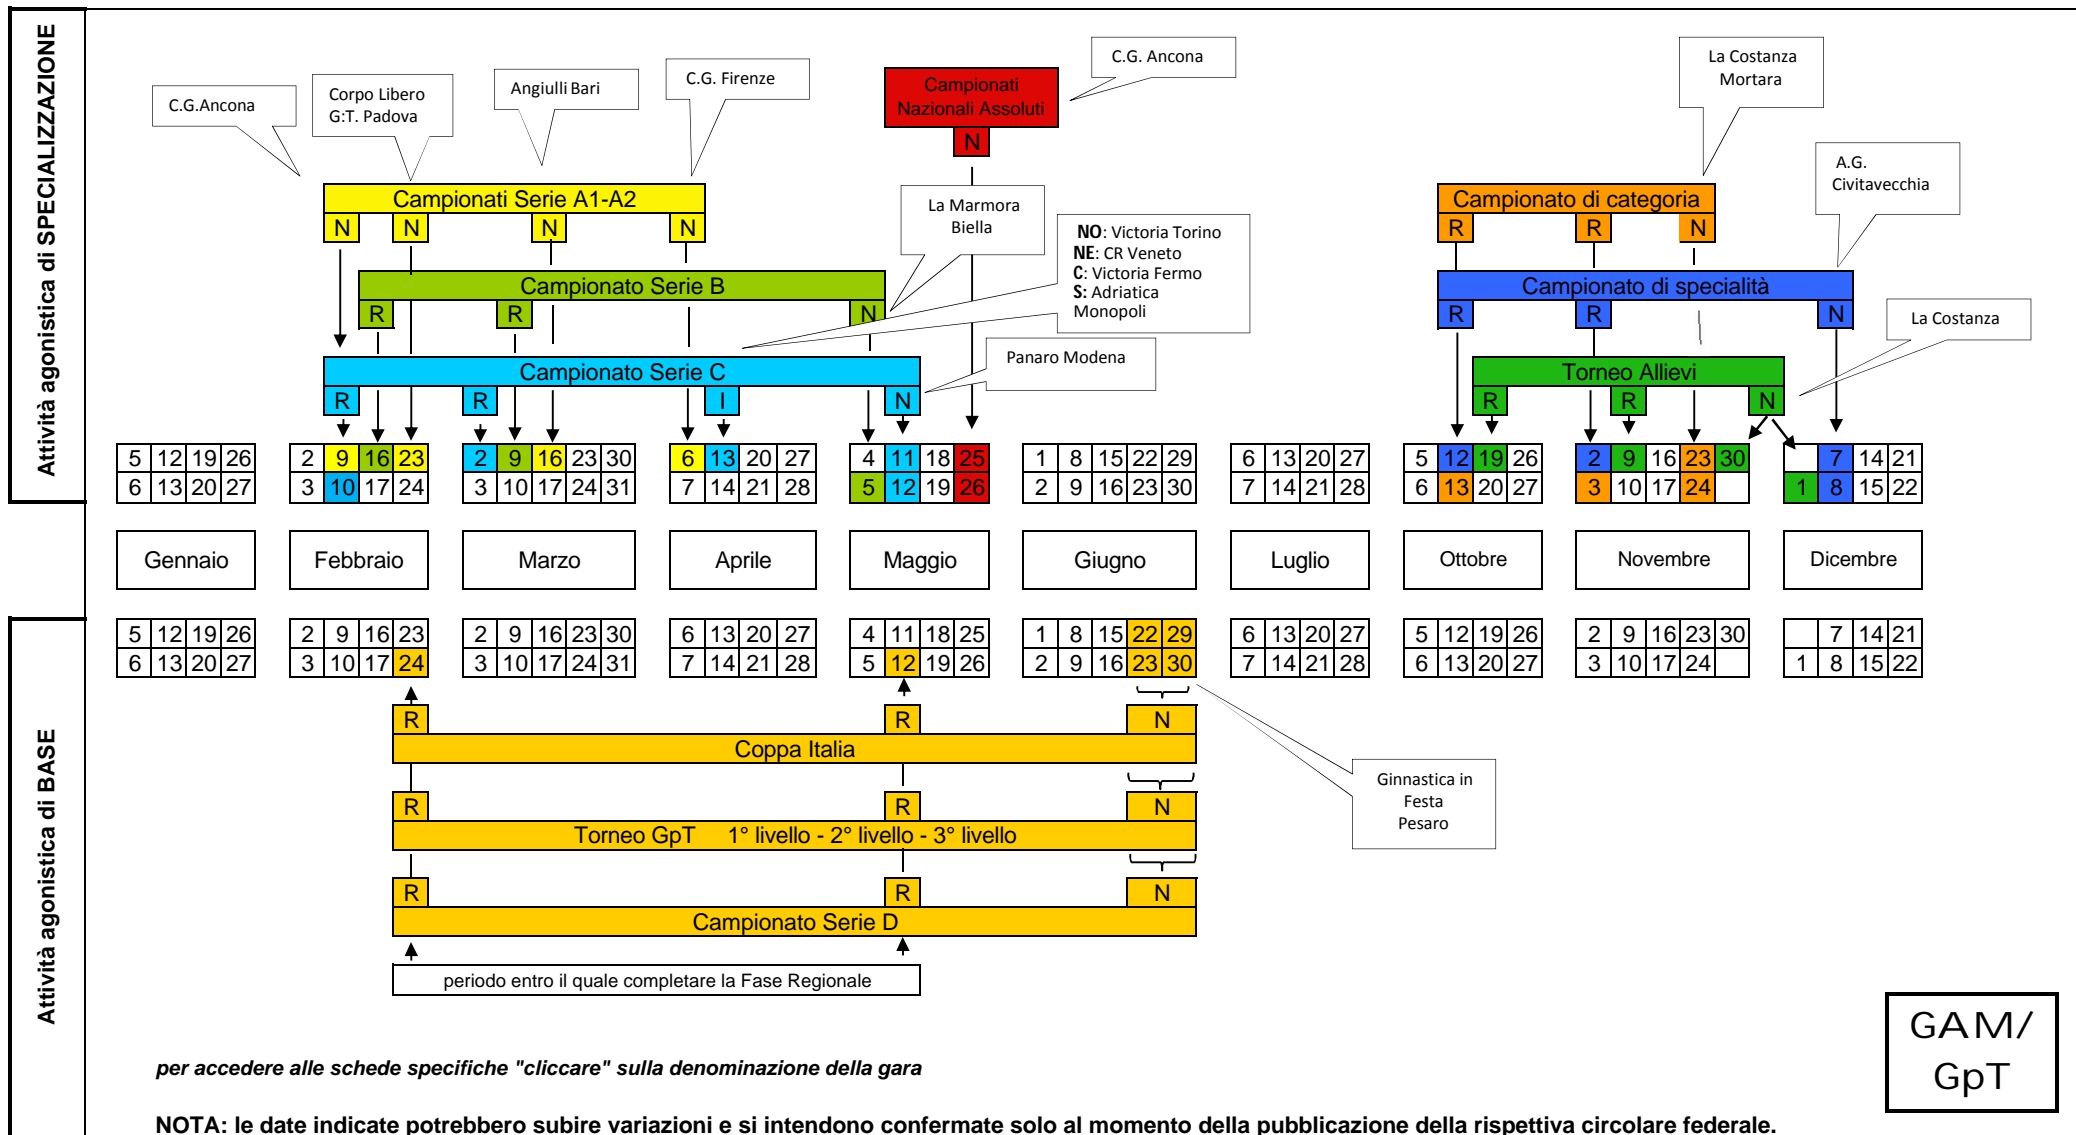 Attività agonistica di SPECIALIZZAZIONE
C.G.Ancona
Corpo Libero
G:T. Padova
Angiulli Bari
C.G. Firenze
Campionati
Nazionali Assoluti
N
C.G. Ancona
La Costanza
Mortara
A.G.
Civitavecchia
Campionati Serie A1-A2
N N N N
La Marmora
Biella
NO: Victoria Torino
NE: CR Veneto
C: Victoria Fermo
S: Adriatica
Monopoli
Campionato di categoria
R R N
Campionato Serie B
R R N
Campionato di specialità
R R N
La Costanza
Panaro Modena
Campionato Serie C
R R I N
Torneo Allievi
R R N
5 12 19 26 2 9 16 23 2 9 16 23 30 6 13 20 27 4 11 18 25 1 8 15 22 29 6 13 20 27 5 12 19 26 2 9 16 23 30 7 14 21
6 13 20 27 3 10 17 24 3 10 17 24 31 7 14 21 28 5 12 19 26 2 9 16 23 30 7 14 21 28 6 13 20 27 3 10 17 24 1 8 15 22
Gennaio Febbraio Marzo Aprile Maggio Giugno Luglio Ottobre Novembre Dicembre
Attività agonistica di BASE
5 12 19 26 2 9 16 23 2 9 16 23 30 6 13 20 27 4 11 18 25 1 8 15 22 29 6 13 20 27 5 12 19 26 2 9 16 23 30 7 14 21
6 13 20 27 3 10 17 24 3 10 17 24 31 7 14 21 28 5 12 19 26 2 9 16 23 30 7 14 21 28 6 13 20 27 3 10 17 24 1 8 15 22
R R N
Coppa Italia
R R N
Torneo GpT 1° livello - 2° livello - 3° livello
Ginnastica in
Festa
Pesaro
R R N
Campionato Serie D
periodo entro il quale completare la Fase Regionale
GAM/
GpT
per accedere alle schede specifiche "cliccare" sulla denominazione della gara
NOTA: le date indicate potrebbero subire variazioni e si intendono confermate solo al momento della pubblicazione della rispettiva circolare federale.